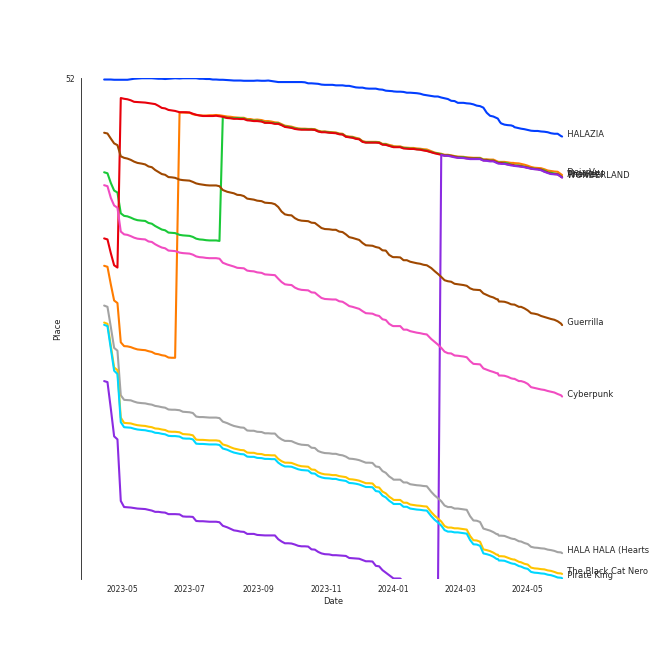 52
HALAZIA
WONDERLAND
Guerrilla
Place
Cyberpunk
HALA HALA (Hearts
The Black Cat Nero
Pirate King
2023-05
2023-07
2023-09
2023-11
2024-01
2024-03
2024-05
Date